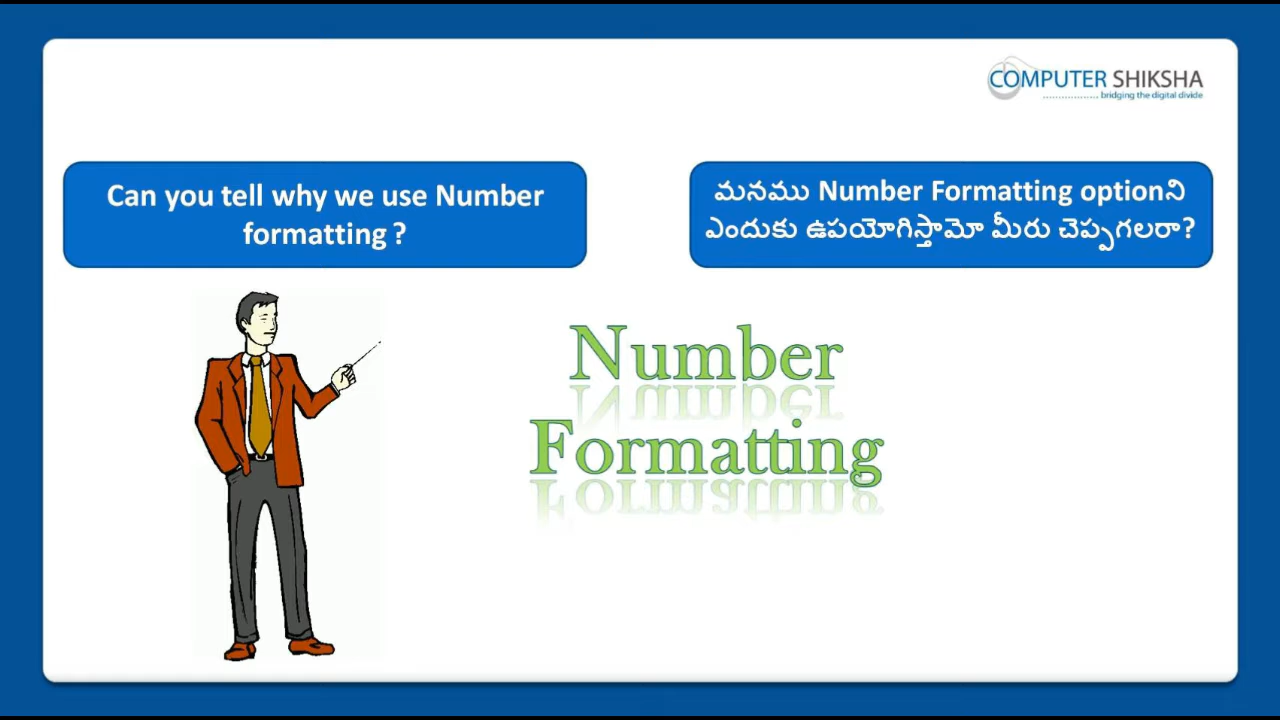 COMPUTER SHIKSHA
bridging the digital divide
Can you tell why we use Number
formatting ?
మనము Number Formatting optionని
ఎందుకు ఉపయోగిస్తామో మీరు చెప్పగలరా?
Number
Formatting